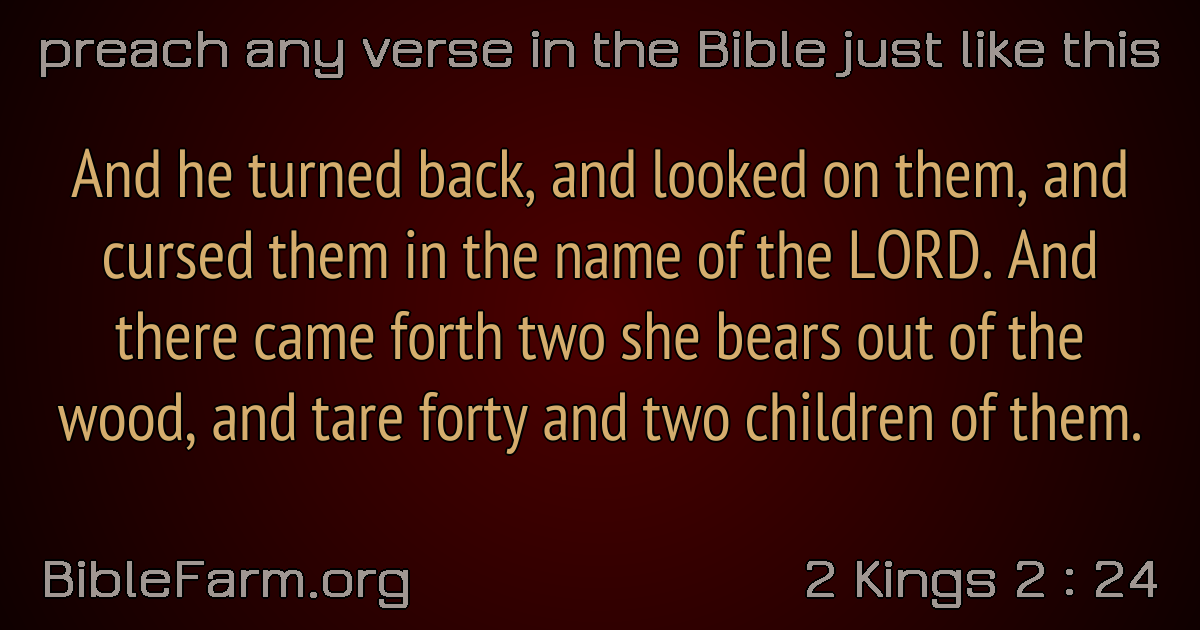 preach any verse in the Bible just like this
And he turned back, and looked on them, and
cursed them in the name of the LORD. And
there came forth two she bears out of the
wood, and tare forty and two children of them.
BibleFarm.org
2 Kings 2 : 24